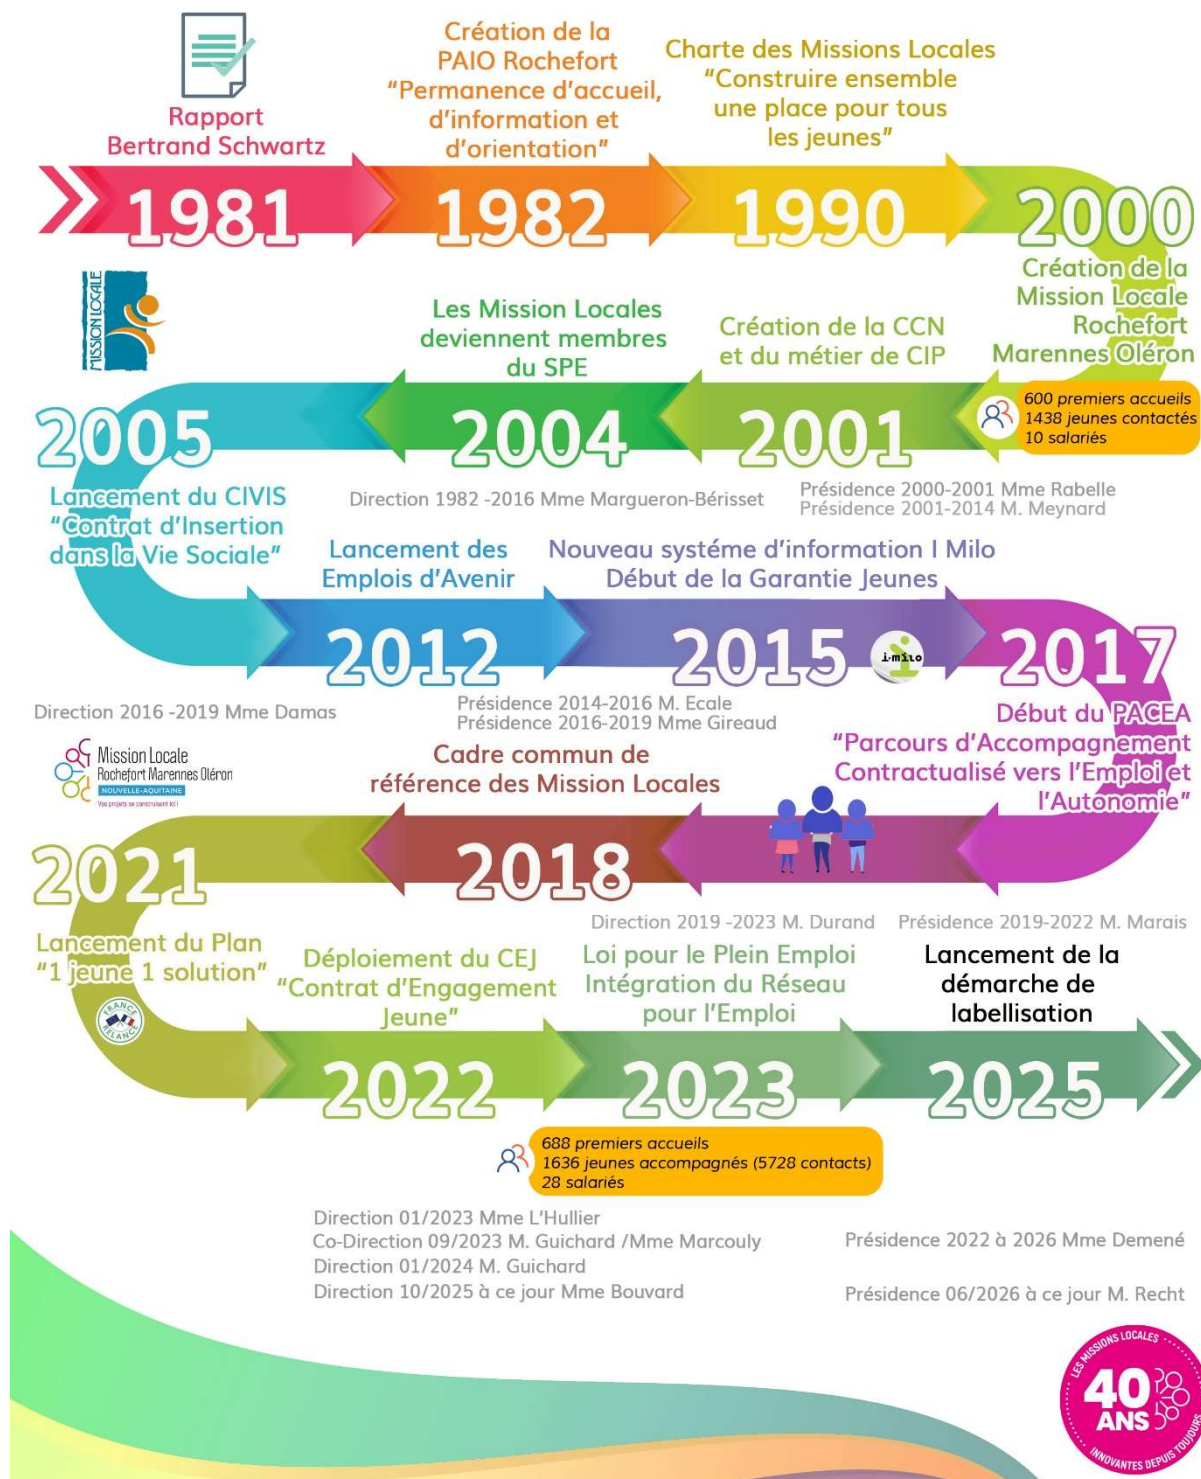 Rapport
Bertrand Schwartz
1981
Création de la
PAIO Rochefort
"Permanence d'accueil,
d'information et
d'orientation"
1982
Charte des Missions Locales
"Construire ensemble
une place pour tous
les jeunes"
1990
2000
Création de la
Mission Locale
Rochefort
Marennes Oléron
600 premiers accueils
1438 jeunes contactés
10 salariés
Création de la CCN
et du métier de CIP
2001
Présidence 2000-2001 Mme Rabelle
Présidence 2001-2014 M. Meynard
Les Mission Locales
deviennent membres
du SPE
2004
Direction 1982 -2016 Mme Margueron-Bérisset
MISSION LOCALE
2005
Lancement du CIVIS
"Contrat d'Insertion
dans la Vie Sociale"
Lancement des
Emplois d'Avenir
2012
Nouveau systéme d'information I Milo
Début de la Garantie Jeunes
2015
i-milo
2017
Début du PACEA
"Parcours d'Accompagnement
Contractualisé vers l'Emploi et
l'Autonomie"
Direction 2016 -2019 Mme Damas
Présidence 2014-2016 M. Ecale
Présidence 2016-2019 Mme Gireaud
Cadre commun de
référence des Mission Locales
2018
Mission Locale
Rochefort Marennes Oléron
NOUVELLE-AQUITAINE
Vos projets se construisent ici !
2021
Lancement du Plan
"1 jeune 1 solution"
FRANCE
RELANCE
Direction 2019 -2023 M. Durand
Présidence 2019-2022 M. Marais
Déploiement du CEJ
"Contrat d'Engagement
Jeune"
2022
Loi pour le Plein Emploi
Intégration du Réseau
pour l'Emploi
2023
Lancement de la
démarche de
labellisation
2025
688 premiers accueils
1636 jeunes accompagnés (5728 contacts)
28 salariés
Direction 01/2023 Mme L'Hullier
Co-Direction 09/2023 M. Guichard /Mme Marcouly
Direction 01/2024 M. Guichard
Direction 10/2025 à ce jour Mme Bouvard
Présidence 2022 à 2026 Mme Demené
Présidence 06/2026 à ce jour M. Recht
LES MISSIONS LOCALES
40
ANS
INNOVANTES DEPUIS TOUJOURS